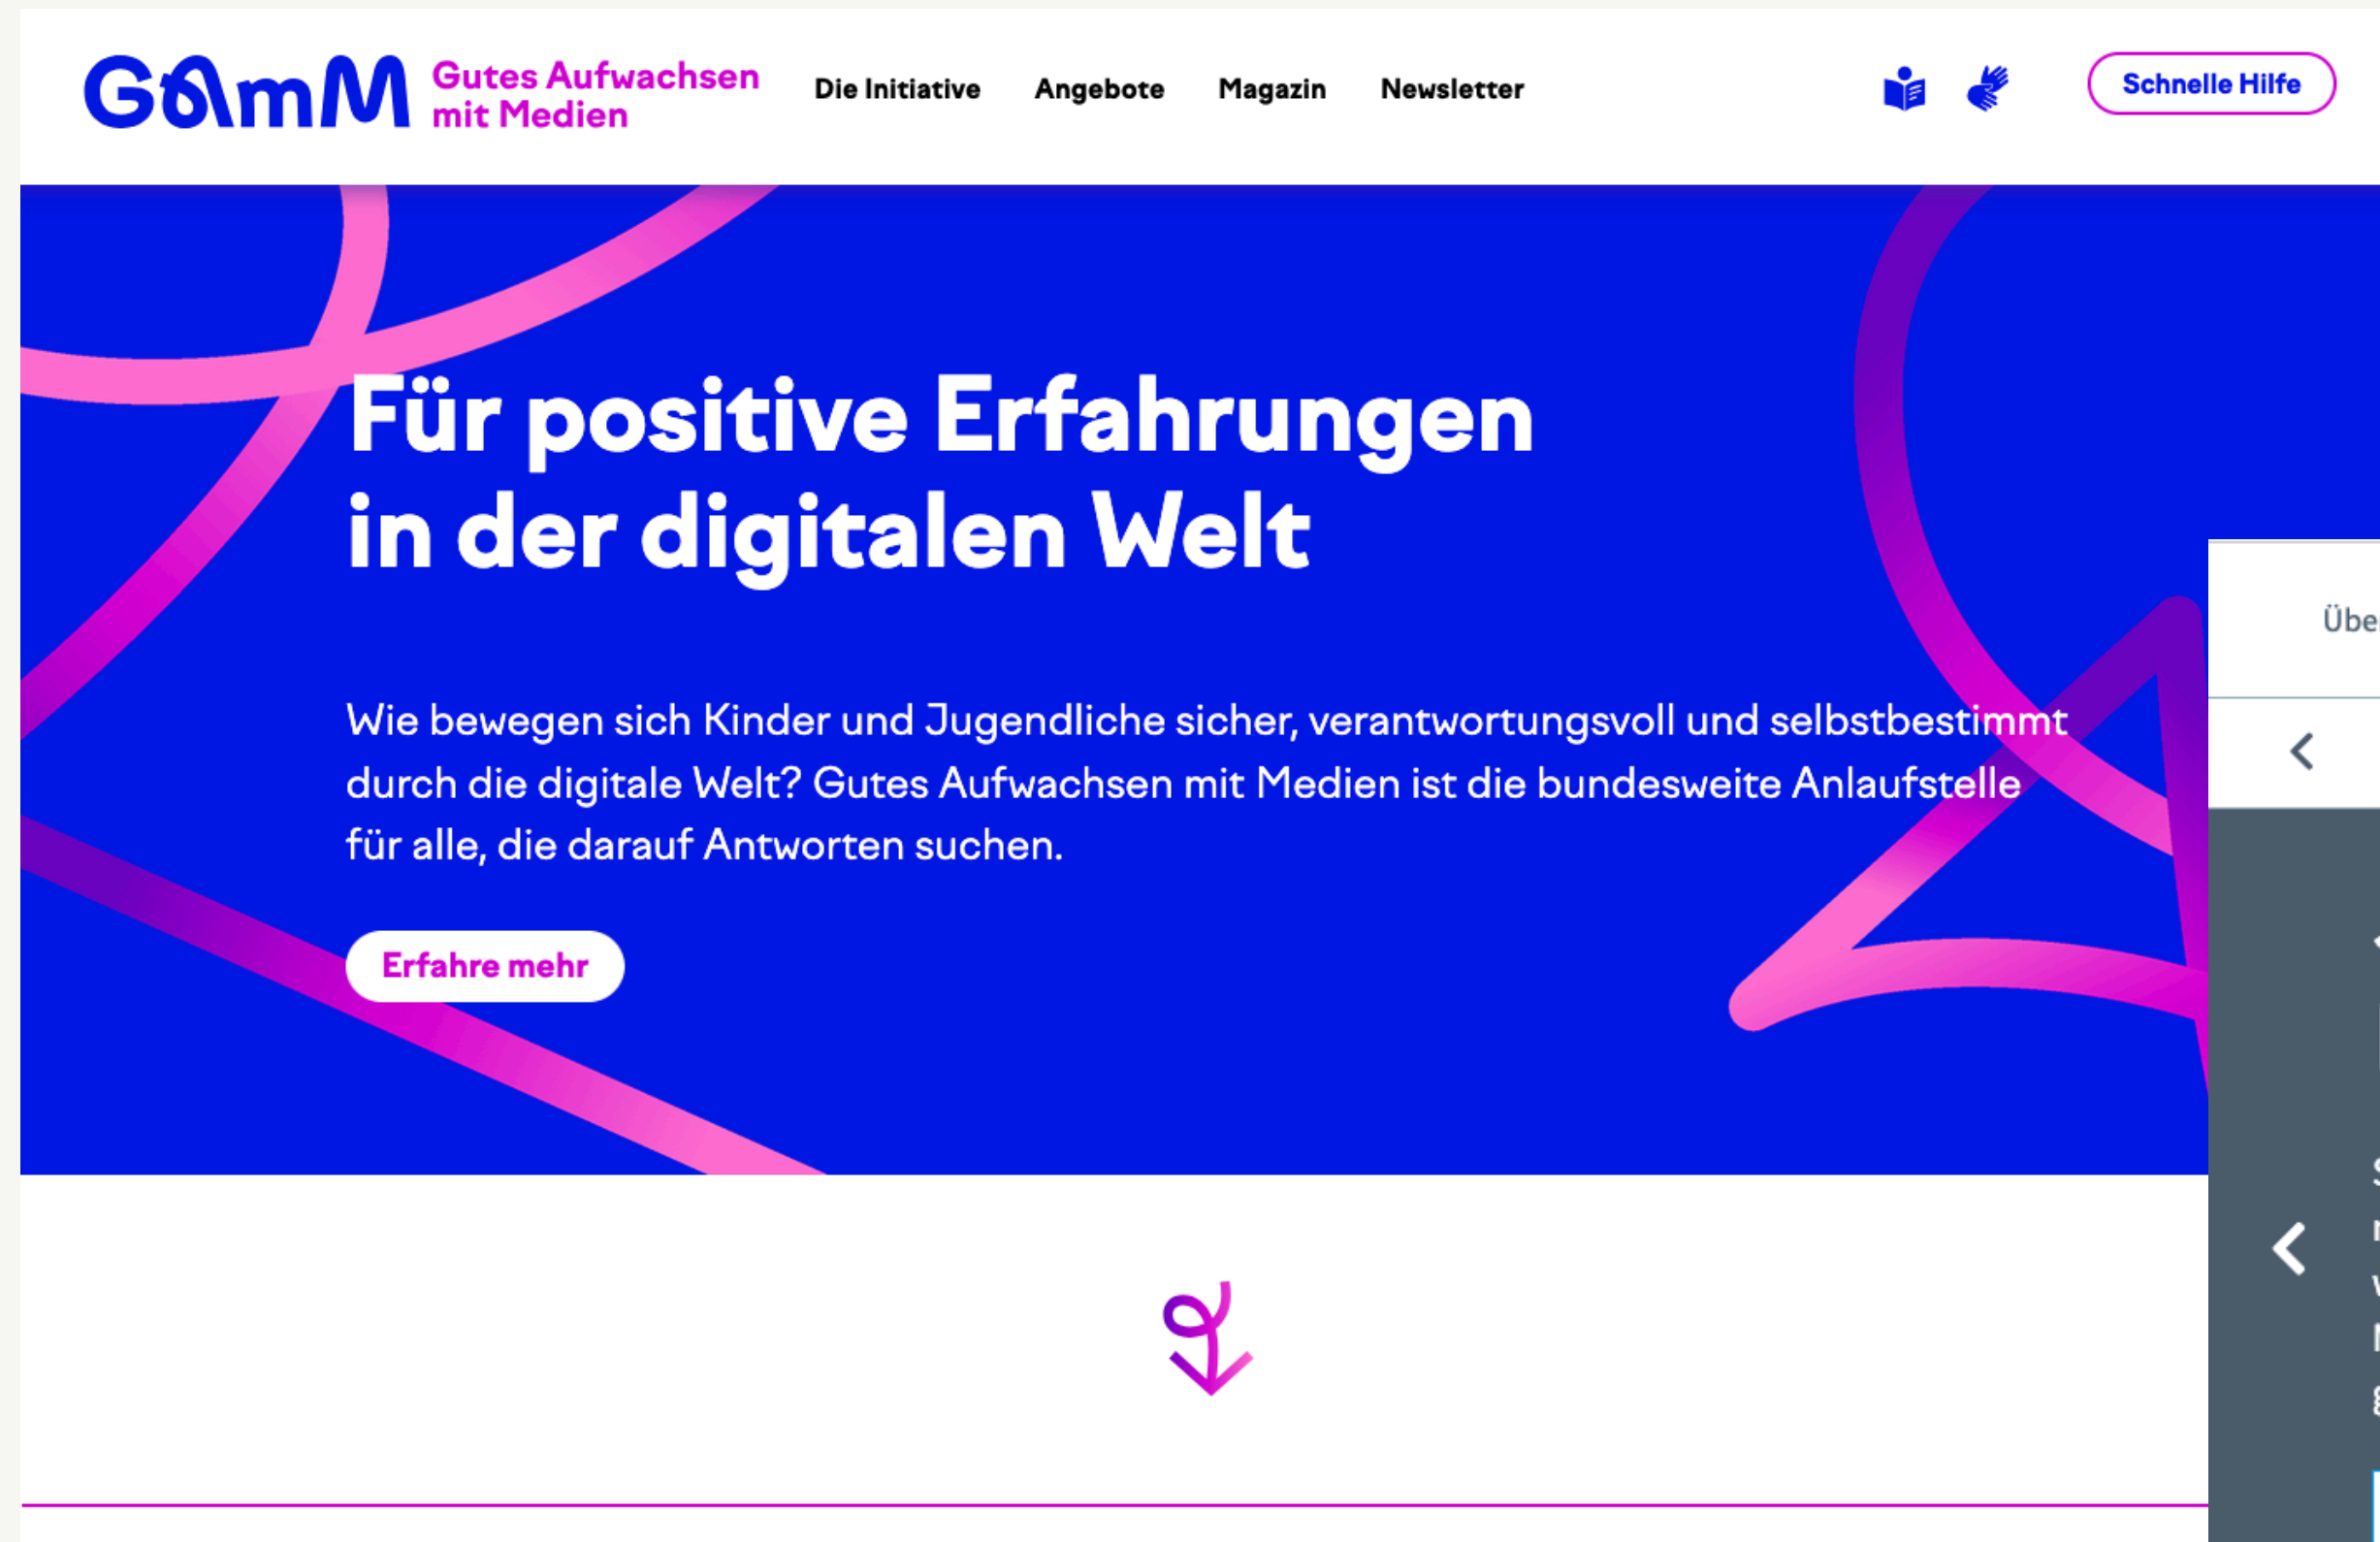 GAmM
Gutes Aufwachsen
mit Medien
Die Initiative
Angebote
Magazin
Newsletter
Schnelle Hilfe
Für positive Erfahrungen
in der digitalen Welt
Wie bewegen sich Kinder und Jugendliche sicher, verantwortungsvoll und selbstbestimmt
durch die digitale Welt? Gutes Aufwachsen mit Medien ist die bundesweite Anlaufstelle
für alle, die darauf Antworten suchen.
Erfahre mehr